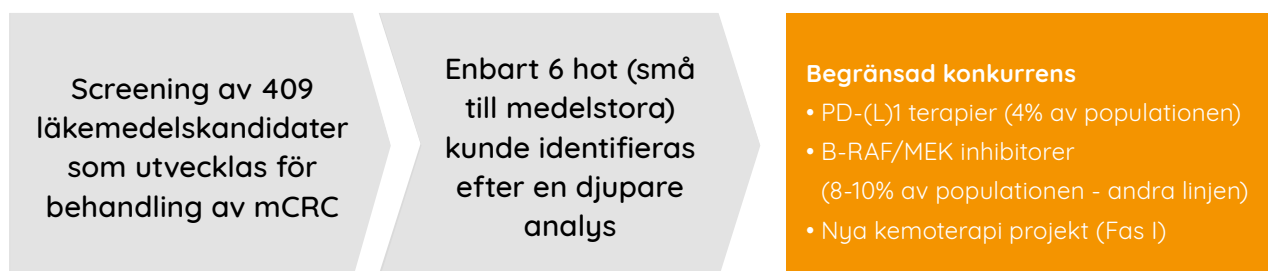 Screening av 409
läkemedelskandidater
som utvecklas för
behandling av mCRC
Enbart 6 hot (små
till medelstora)
kunde identifieras
efter en djupare
analys
Begränsad konkurrens
• PD-(L)1 terapier (4% av populationen)
• B-RAF/MEK inhibitorer
(8-10% av populationen - andra linjen)
• Nya kemoterapi projekt (Fas I)